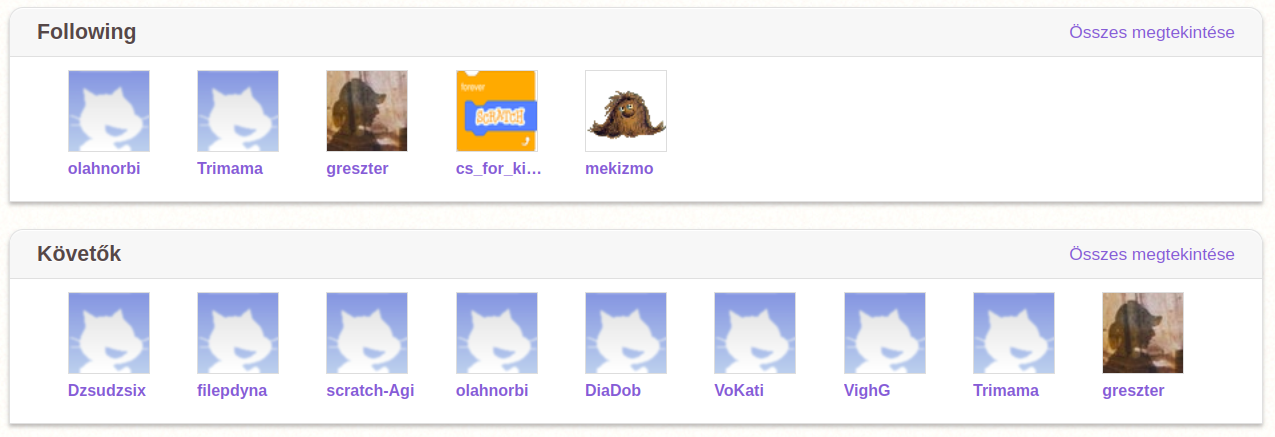 Following
Összes megtekintése
forever
SCRATCH
olahnorbi
Trimama
greszter
cs_for_ki...
mekizmo
Követők
Összes megtekintése
Dzsudzsix
filepdyna
scratch-Agi
olahnorbi
DiaDob
VoKati
VighG
Trimama
greszter